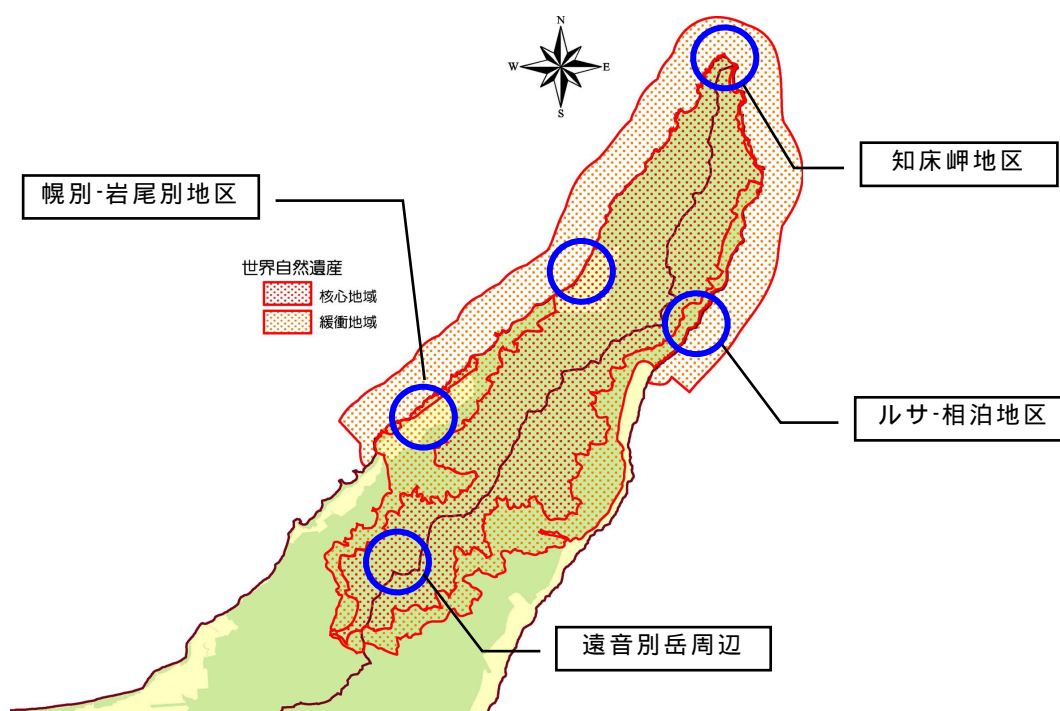 N
W
E
S
知床岬地区
幌別-岩尾別地区
世界自然遺産
核心地域
緩衝地域
ルサ-相泊地区
遠音別岳周辺